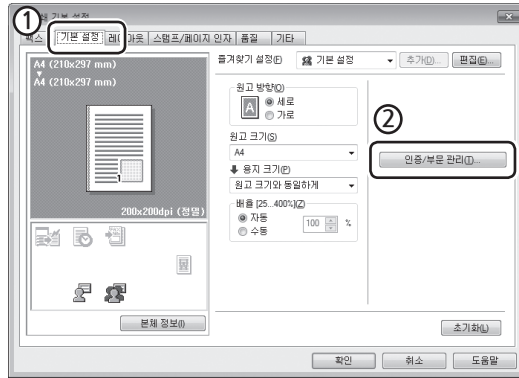 ①
기본 설정
팩스 기본 설정 레이아웃 스탬프/페이지 인자 품질 기타
A4 (210x297 mm)
A4 (210x297 mm)
1
200x200dpi (정밀)
본체 정보(I)
즐겨찾기 설정(F) 기본 설정 추가(D)... 편집(E)...
원고 방향(O)
A 세로
가로
원고 크기(S)
A4
용지 크기(P)
원고 크기와 동일하게
배율 [25...400%](Z)
자동 100 %
수동
②
인증/부문 관리(T)...
초기화(L)
확인 취소 도움말